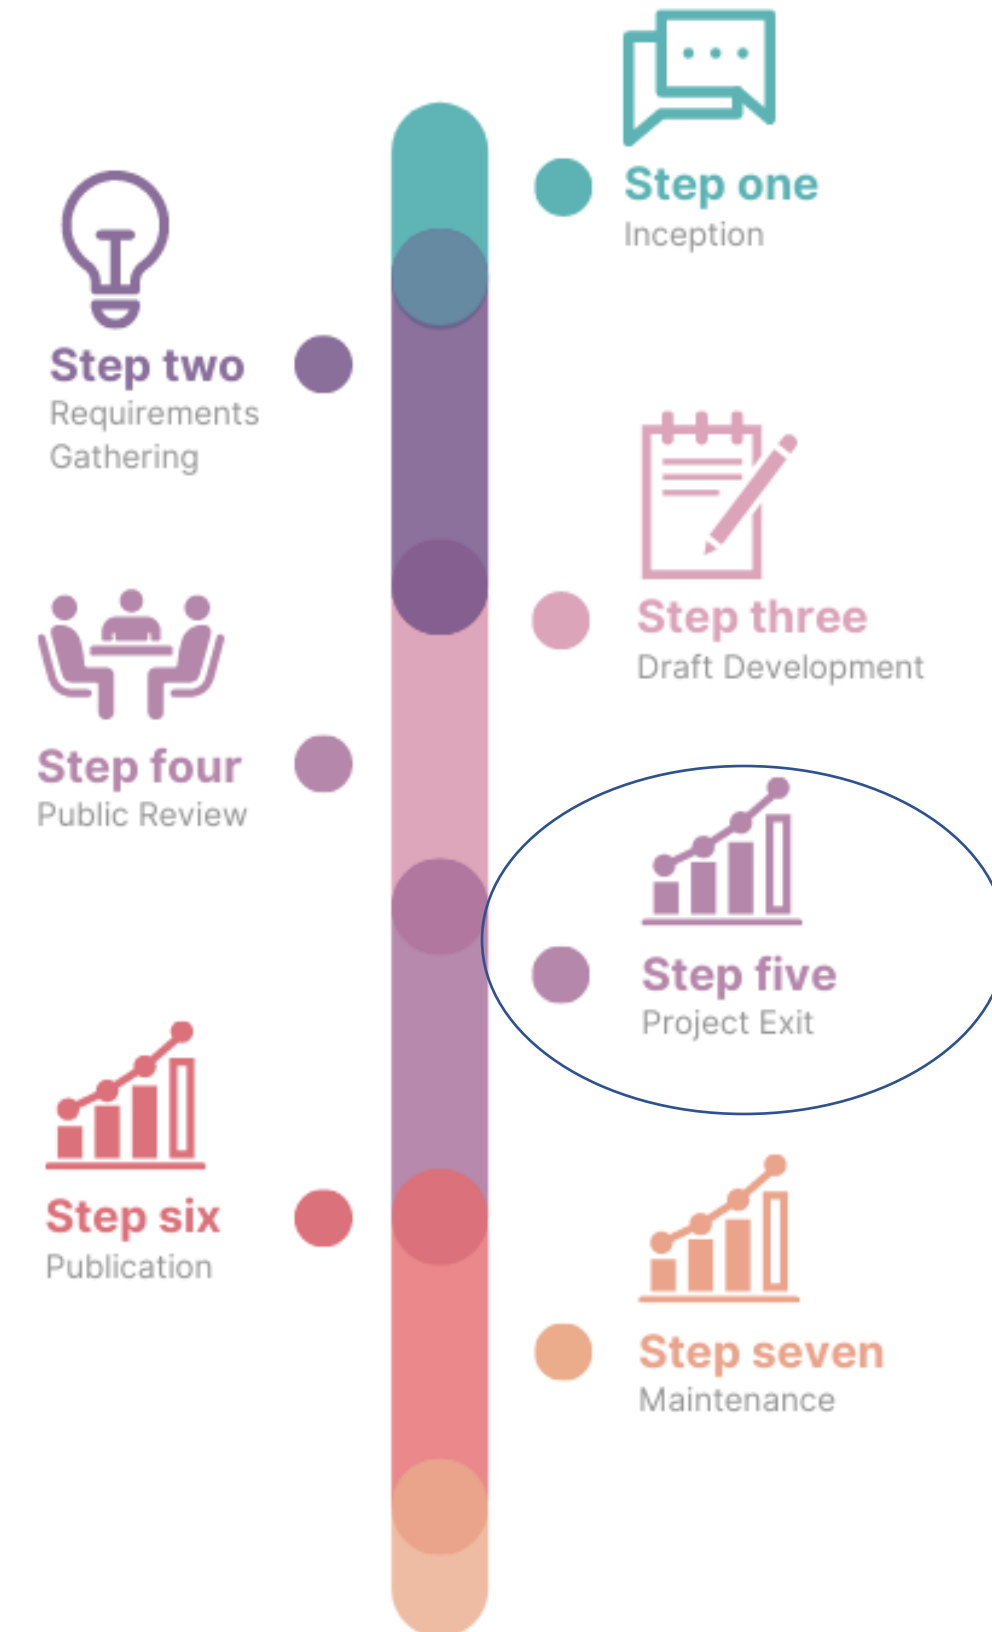 Step one
Inception
Step two
Requirements
Gathering
Step three
Draft Development
Step four
Public Review
Step five
Project Exit
Step six
Publication
Step seven
Maintenance